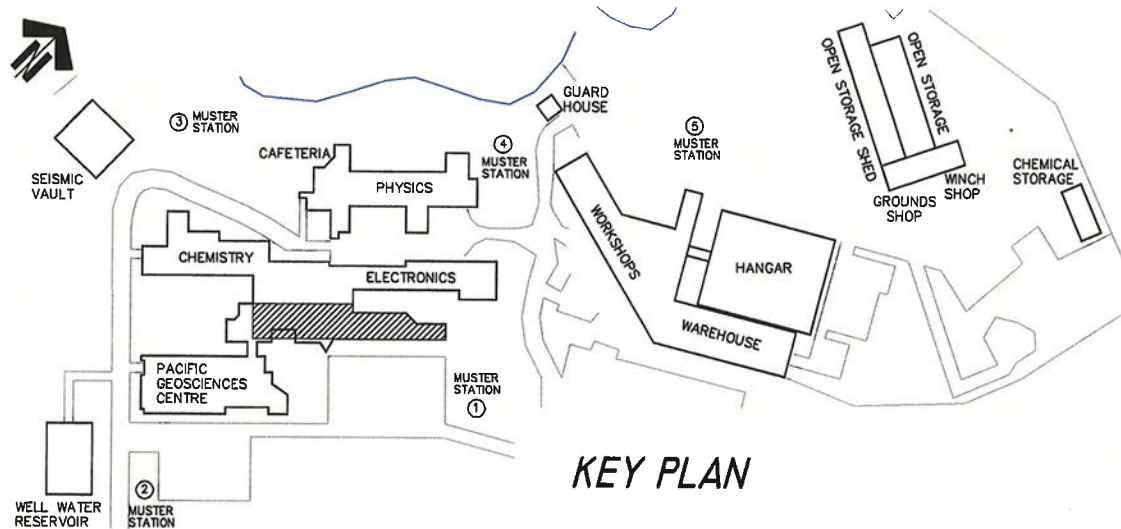 GUARD
HOUSE
3 MUSTER
STATION
4
MUSTER
STATION
5
MUSTER
STATION
OPEN STORAGE SHED
OPEN STORAGE
CAFETERIA
PHYSICS
SEISMIC
VAULT
WINCH
SHOP
GROUNDS
SHOP
CHEMICAL
STORAGE
CHEMISTRY
ELECTRONICS
WORKSHOPS
HANGAR
WAREHOUSE
PACIFIC
GEOSCIENCES
CENTRE
MUSTER
STATION
1
KEY PLAN
2
MUSTER
STATION
WELL WATER
RESERVOIR